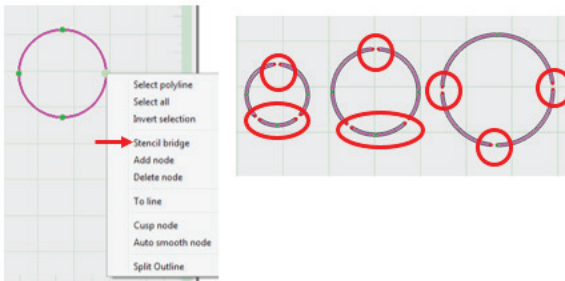 Select polyline
Select all
Invert selection
Stencil bridge
Add node
Delete node
To line
Cusp node
Auto smooth node
Split Outline